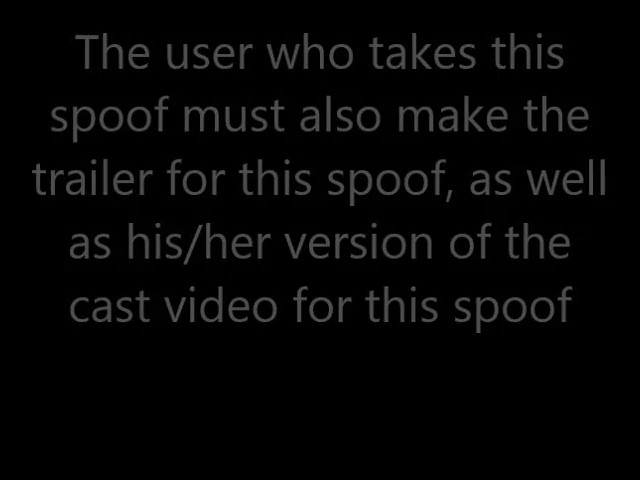 The user who takes this
spoof must also make the
trailer for this spoof, as well
as his/her version of the
cast video for this spoof